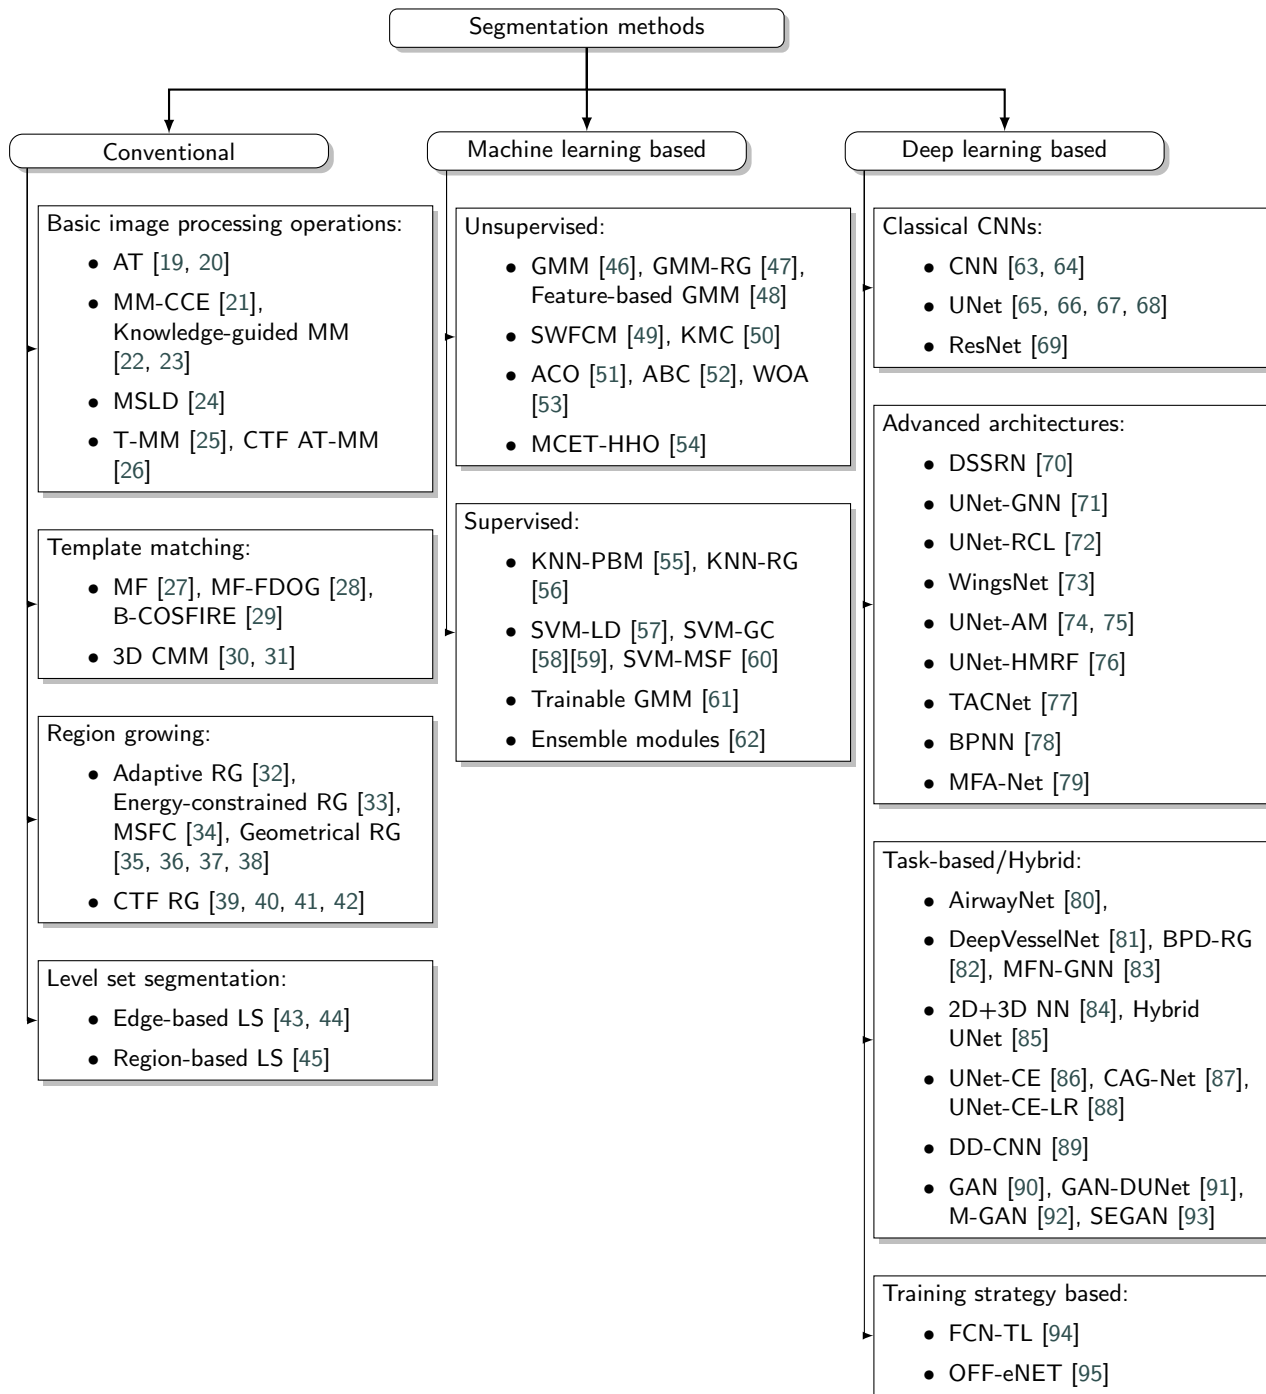 Segmentation methods
Conventional
Basic image processing operations:
• AT [19, 20]
• MM-CCE [21],
Knowledge-guided MM
[22, 23]
• MSLD [24]
• T-MM [25], CTF AT-MM
[26]
Template matching:
• MF [27], MF-FDOG [28],
B-COSFIRE [29]
• 3D CMM [30, 31]
Region growing:
• Adaptive RG [32],
Energy-constrained RG [33],
MSFC [34], Geometrical RG
[35, 36, 37, 38]
• CTF RG [39, 40, 41, 42]
Level set segmentation:
• Edge-based LS [43, 44]
• Region-based LS [45]
Machine learning based
Unsupervised:
• GMM [46], GMM-RG [47],
Feature-based GMM [48]
• SWFCM [49], KMC [50]
• ACO [51], ABC [52], WOA
[53]
• MCET-HHO [54]
Supervised:
• KNN-PBM [55], KNN-RG
[56]
• SVM-LD [57], SVM-GC
[58][59], SVM-MSF [60]
• Trainable GMM [61]
• Ensemble modules [62]
Deep learning based
Classical CNNs:
• CNN [63, 64]
• UNet [65, 66, 67, 68]
• ResNet [69]
Advanced architectures:
• DSSRN [70]
• UNet-GNN [71]
• UNet-RCL [72]
• WingsNet [73]
• UNet-AM [74, 75]
• UNet-HMRF [76]
• TACNet [77]
• BPNN [78]
• MFA-Net [79]
Task-based/Hybrid:
• AirwayNet [80],
• DeepVesselNet [81], BPD-RG
[82], MFN-GNN [83]
• 2D+3D NN [84], Hybrid
UNet [85]
• UNet-CE [86], CAG-Net [87],
UNet-CE-LR [88]
• DD-CNN [89]
• GAN [90], GAN-DUNet [91],
M-GAN [92], SEGAN [93]
Training strategy based:
• FCN-TL [94]
• OFF-eNET [95]